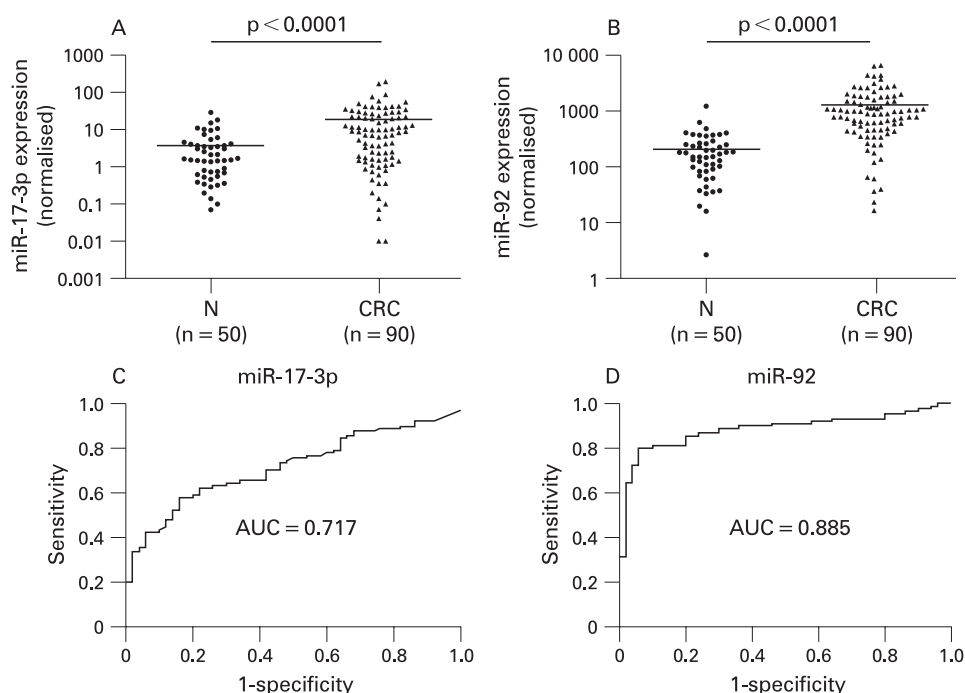 A
p < 0.0001
miR-17-3p expression
(normalised)
1000
100
10
1
0.1
0.01
0.001
N
(n = 50)
CRC
(n = 90)
B
p < 0.0001
miR-92 expression
(normalised)
10 000
1000
100
10
1
N
(n = 50)
CRC
(n = 90)
C
miR-17-3p
Sensitivity
1.0
0.8
0.6
0.4
0.2
0
AUC = 0.717
0 0.2 0.4 0.6 0.8 1.0
1-specificity
D
miR-92
Sensitivity
1.0
0.8
0.6
0.4
0.2
0
AUC = 0.885
0 0.2 0.4 0.6 0.8 1.0
1-specificity